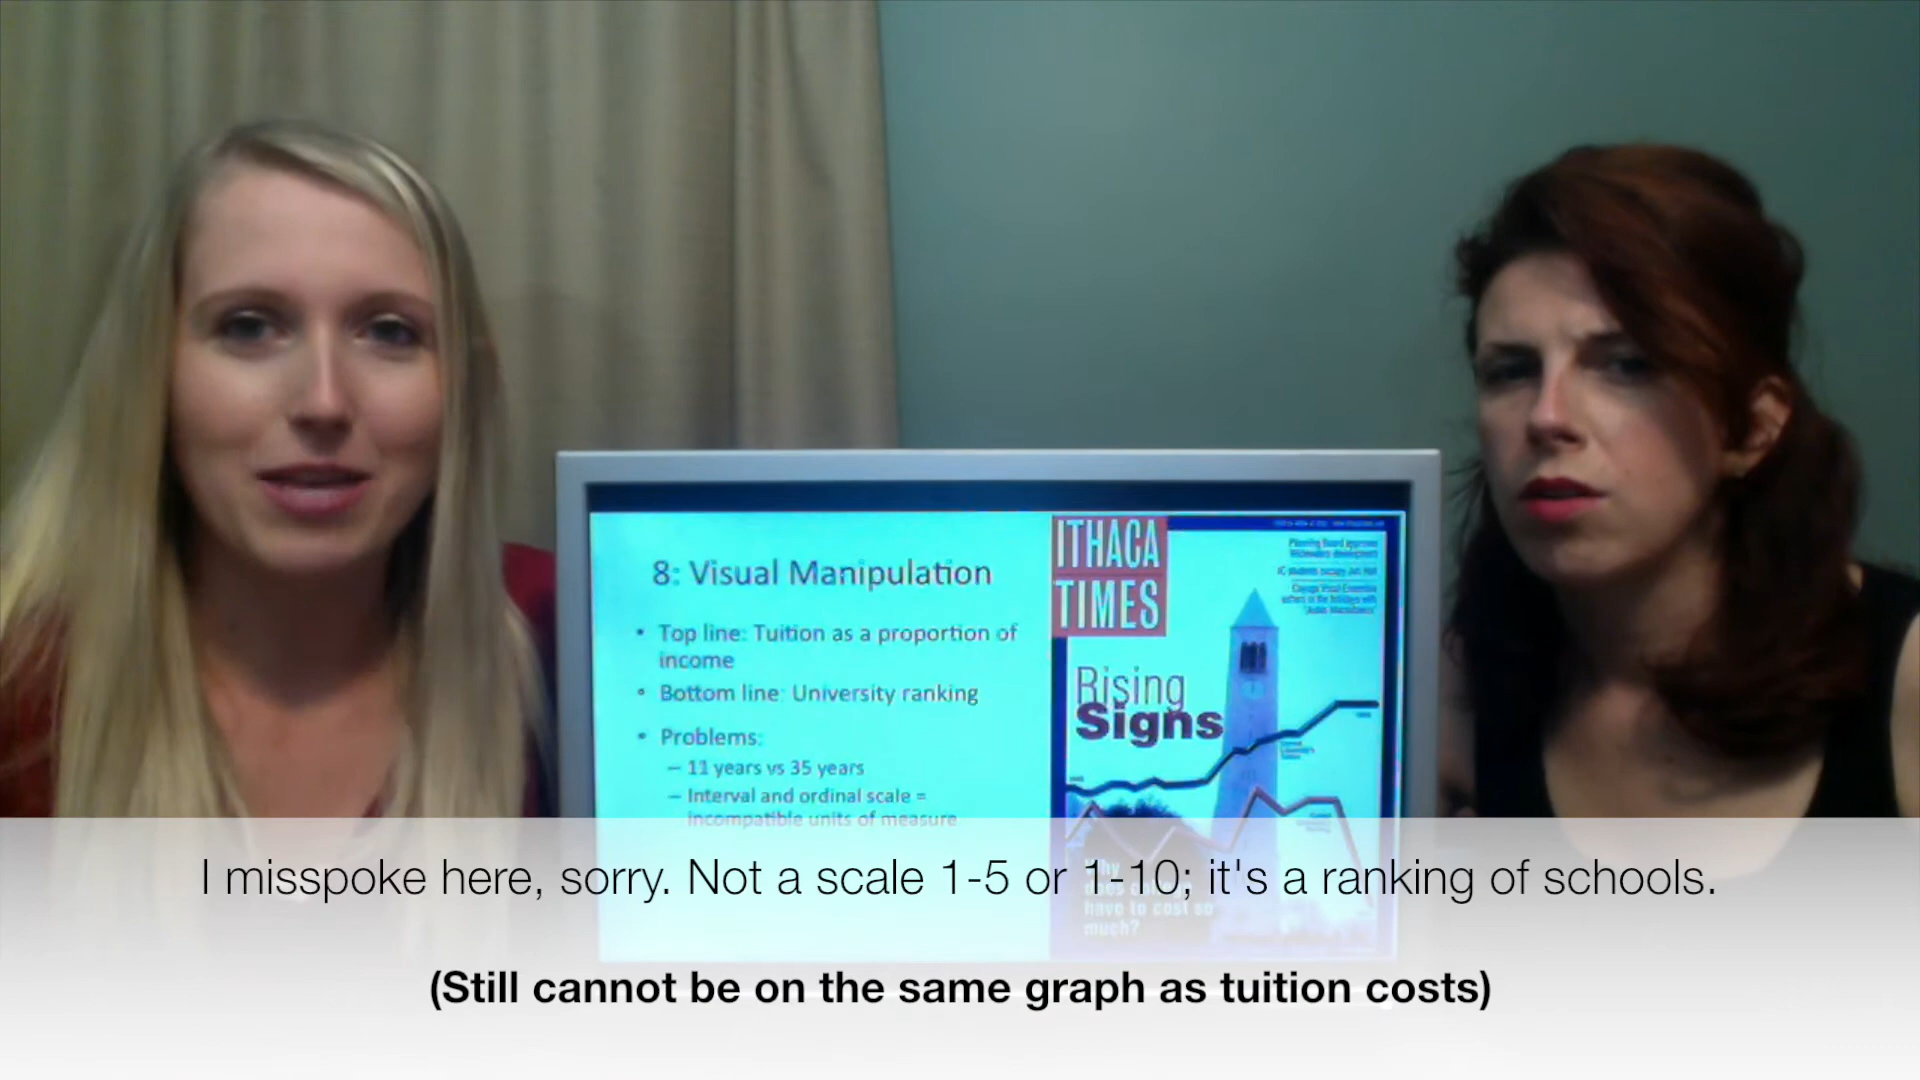 8: Visual Manipulation
• Top line: Tuition as a proportion of
income
• Bottom line: University ranking
• Problems:
– 11 years vs 35 years
– Interval and ordinal scale =
incompatible units of measure
ITHACA
TIMES
Rising
Signs
Why
does college
have to cost so
much?
I misspoke here, sorry. Not a scale 1-5 or 1-10; it's a ranking of schools.
(Still cannot be on the same graph as tuition costs)